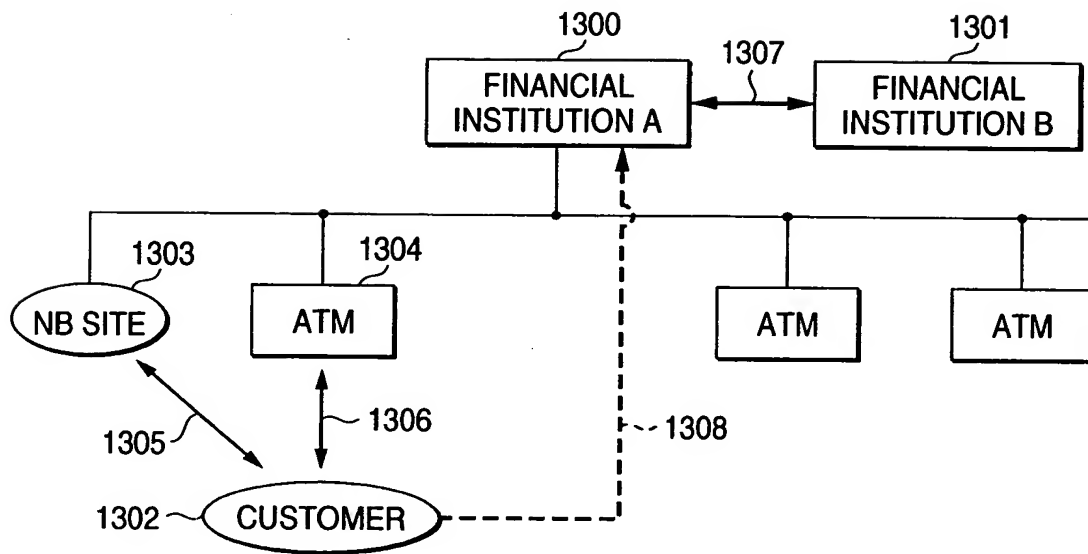 1300
1301
1307
FINANCIAL
INSTITUTION A
FINANCIAL
INSTITUTION B
1303
1304
NB SITE
ATM
ATM
ATM
1305
1306
1308
1302
CUSTOMER